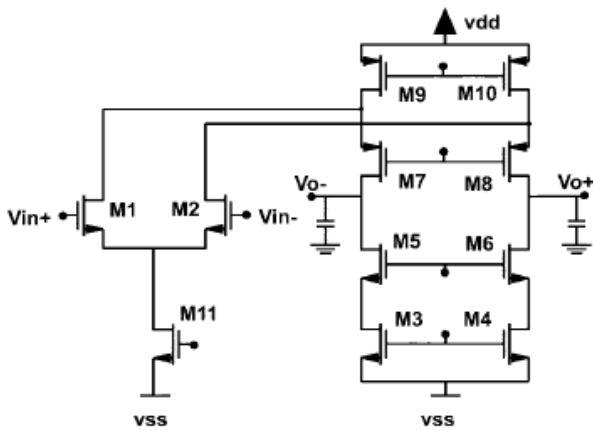 vdd
M9 M10
M7 M8
Vo- Vo+
Vin+ M1 M2 Vin-
M5 M6
M11
M3 M4
vss vss